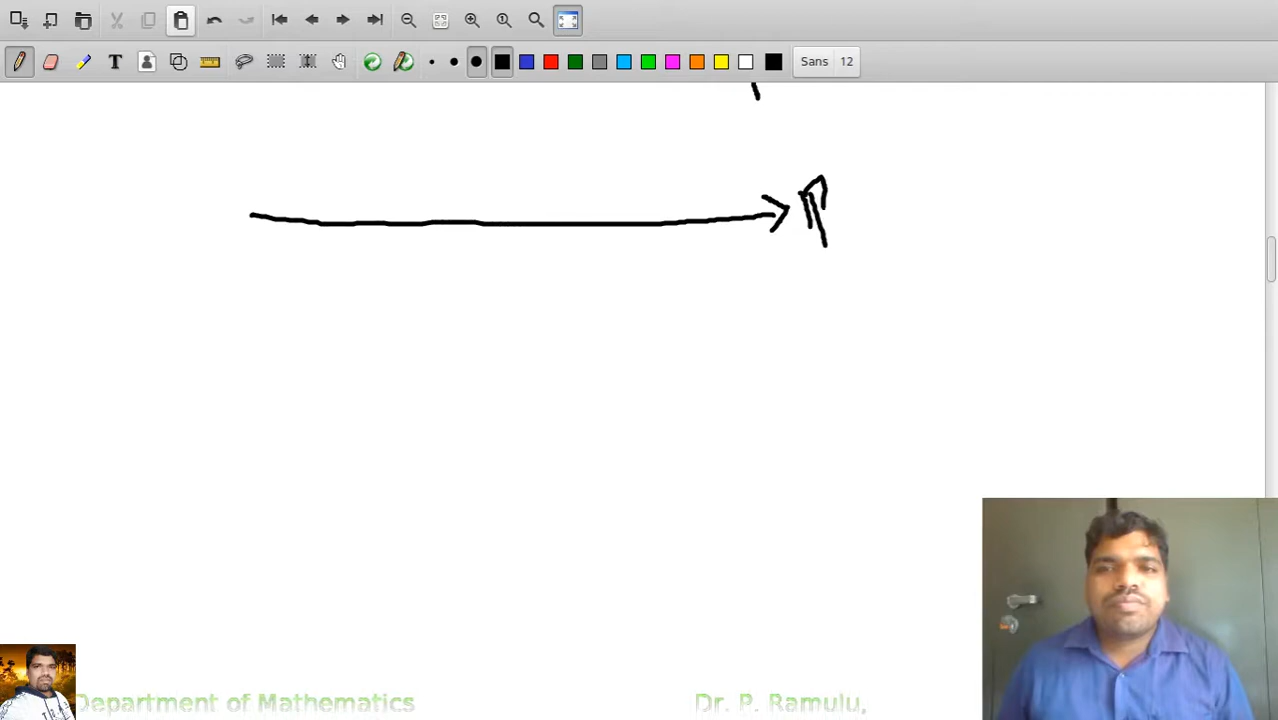 Sans 12
Department of Mathematics
Dr. P. Ramulu,